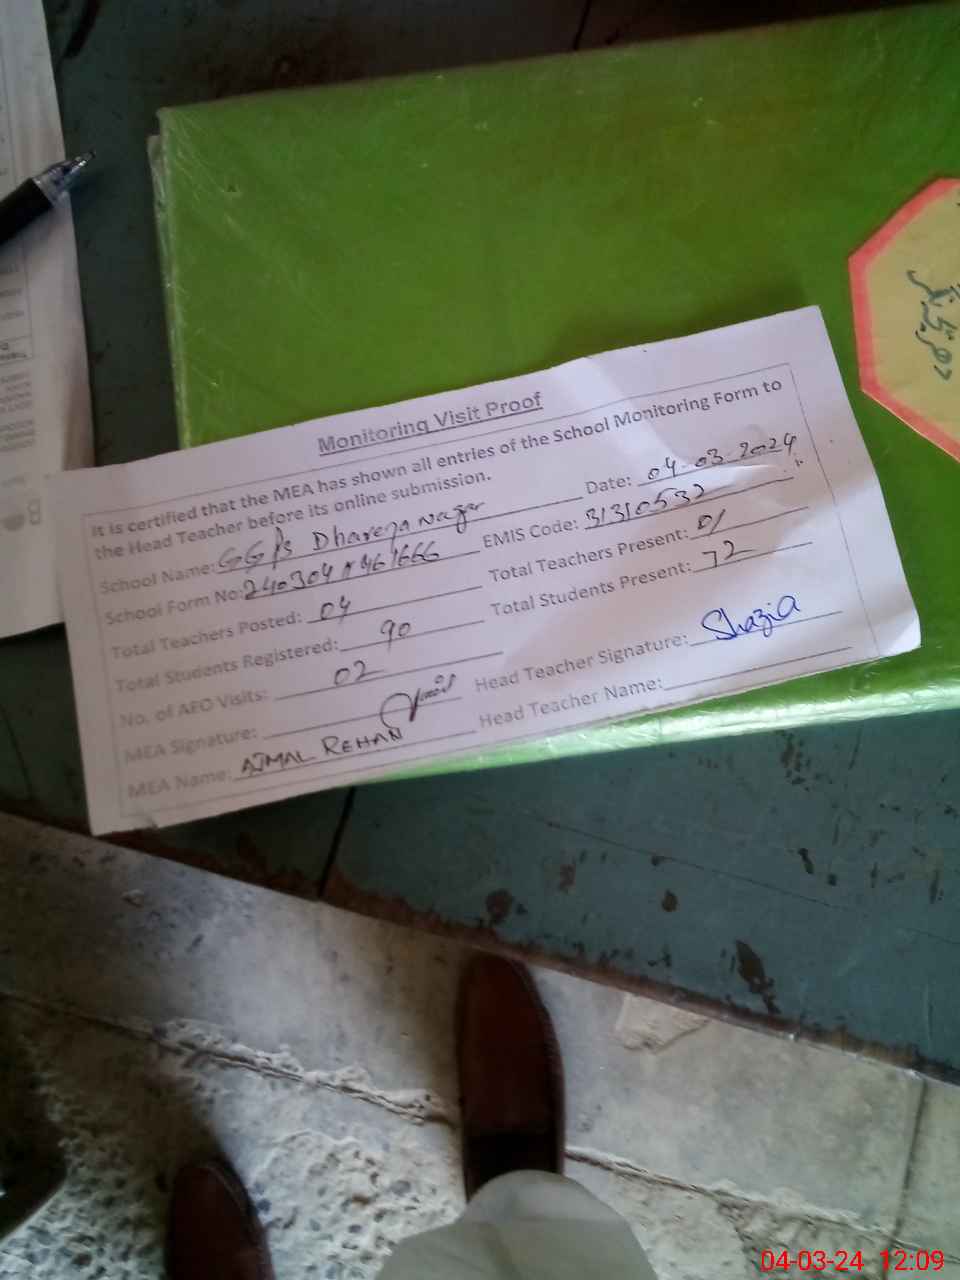 Monitoring Visit Proof
It is certified that the MEA has shown all entries of the School Monitoring Form to
the Head Teacher before its online submission.
School Name: GGPS Dhareja Nagar Date: 04-03-2024
School Form No: 240304 461666 EMIS Code: 31310532
Total Teachers Posted: 04 Total Teachers Present: 01
Total Students Registered: 90 Total Students Present: 72
No. of AEO Visits: 02
MEA Signature: Head Teacher Signature: Shazia
MEA Name: AJMAL REHAN Head Teacher Name:
04-03-24 12:09